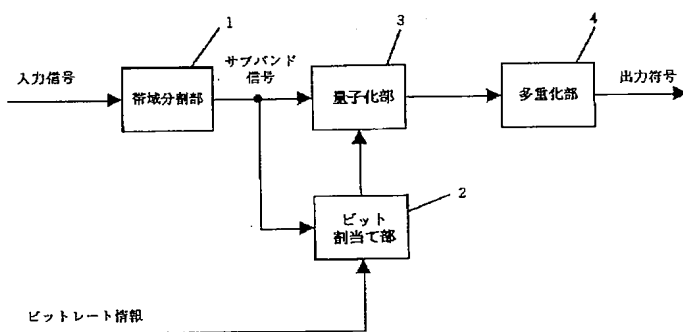 1
3
4
入力信号
サブバンド
信号
出力符号
帯域分割部
量子化部
多重化部
2
ビット
割当て部
ビットレート情報